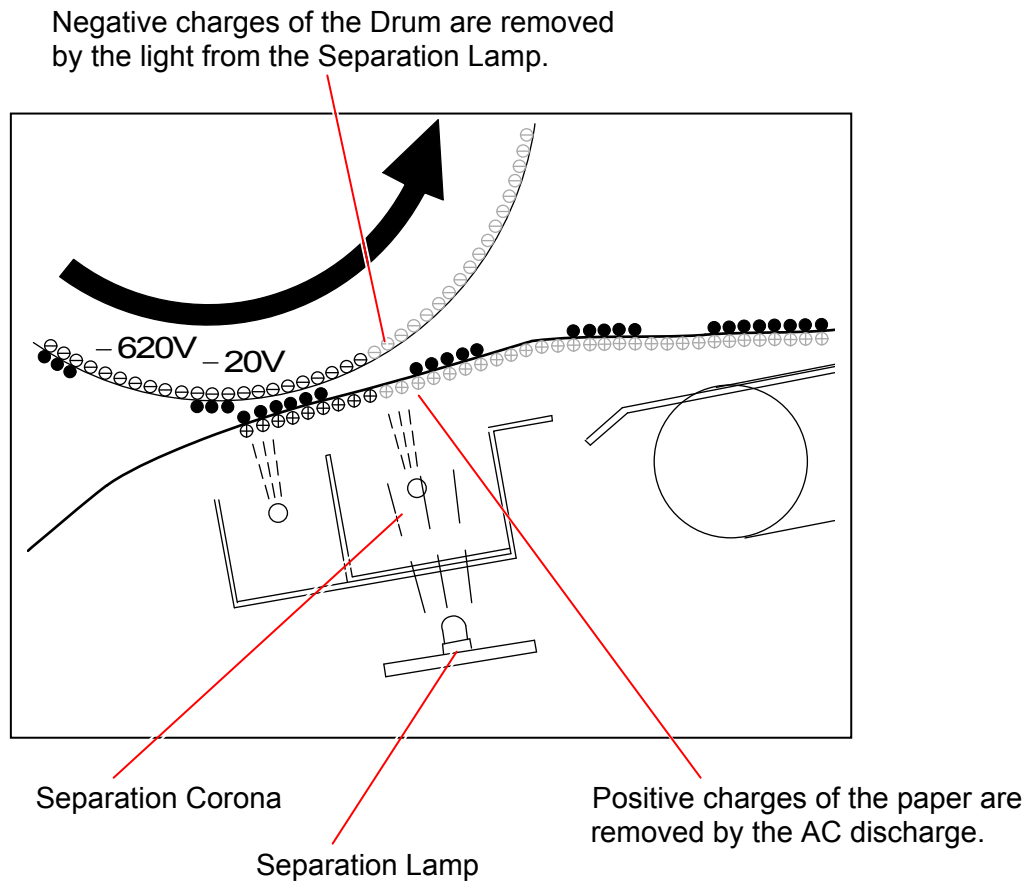 Negative charges of the Drum are removed
by the light from the Separation Lamp.
−620V
−20V
Separation Corona
Separation Lamp
Positive charges of the paper are
removed by the AC discharge.